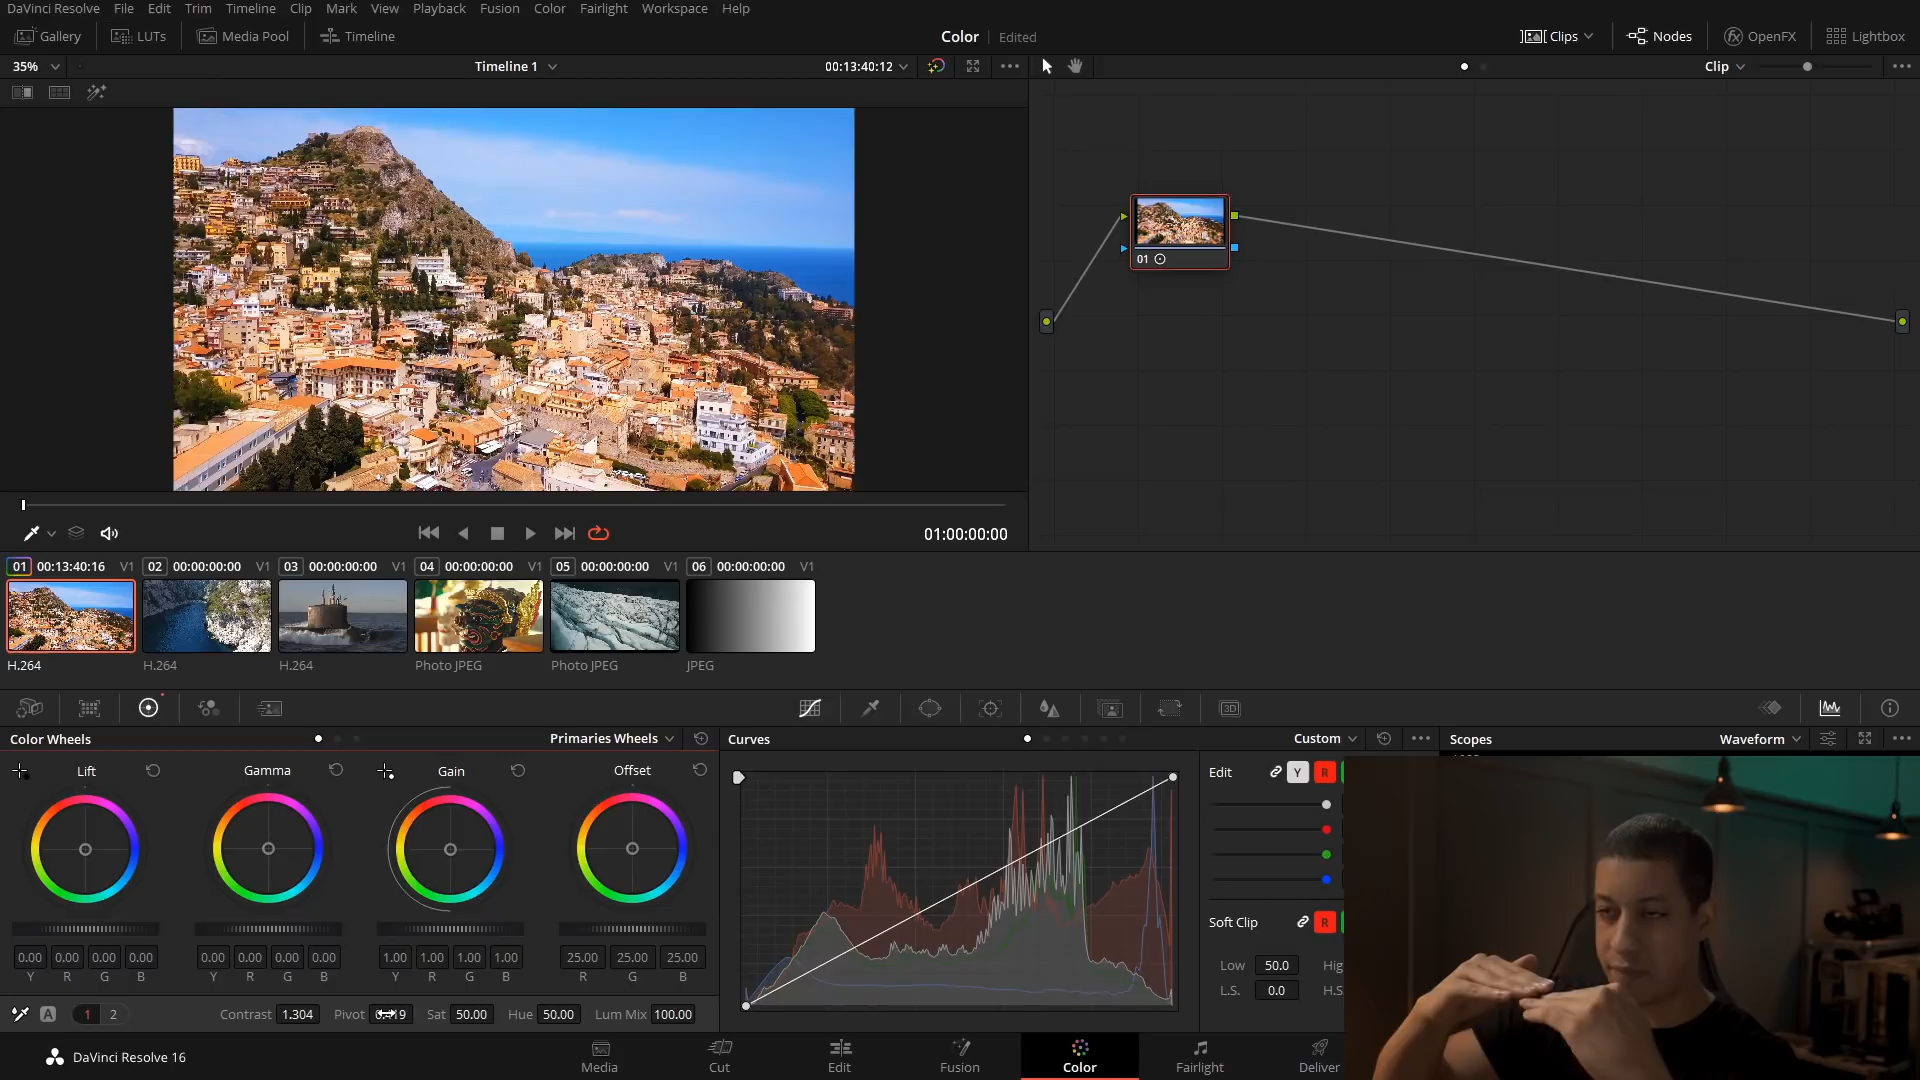 DaVinci Resolve File Edit Trim Timeline Clip Mark View Playback Fusion Color Fairlight Workspace Help
Gallery LUTs Media Pool Timeline Color Edited Clips Nodes OpenFX Lightbox
35% Timeline 1 00:13:40:12 Clip
01
01:00:00:00
01 00:13:40:16 V1 02 00:00:00:00 V1 03 00:00:00:00 V1 04 00:00:00:00 V1 05 00:00:00:00 V1 06 00:00:00:00 V1
H.264 H.264 H.264 Photo JPEG Photo JPEG JPEG
3D
Color Wheels Primaries Wheels Curves Custom Scopes Waveform
Lift Gamma Gain Offset Edit Y R
0.00 0.00 0.00 0.00 0.00 0.00 0.00 0.00 1.00 1.00 1.00 1.00 25.00 25.00 25.00
Y R G B Y R G B Y R G B R G B
Soft Clip R
Low 50.0 Hig
L.S. 0.0 H.S
A 1 2 Contrast 1.304 Pivot Sat 50.00 Hue 50.00 Lum Mix 100.00
DaVinci Resolve 16 Media Cut Edit Fusion Color Fairlight Deliver